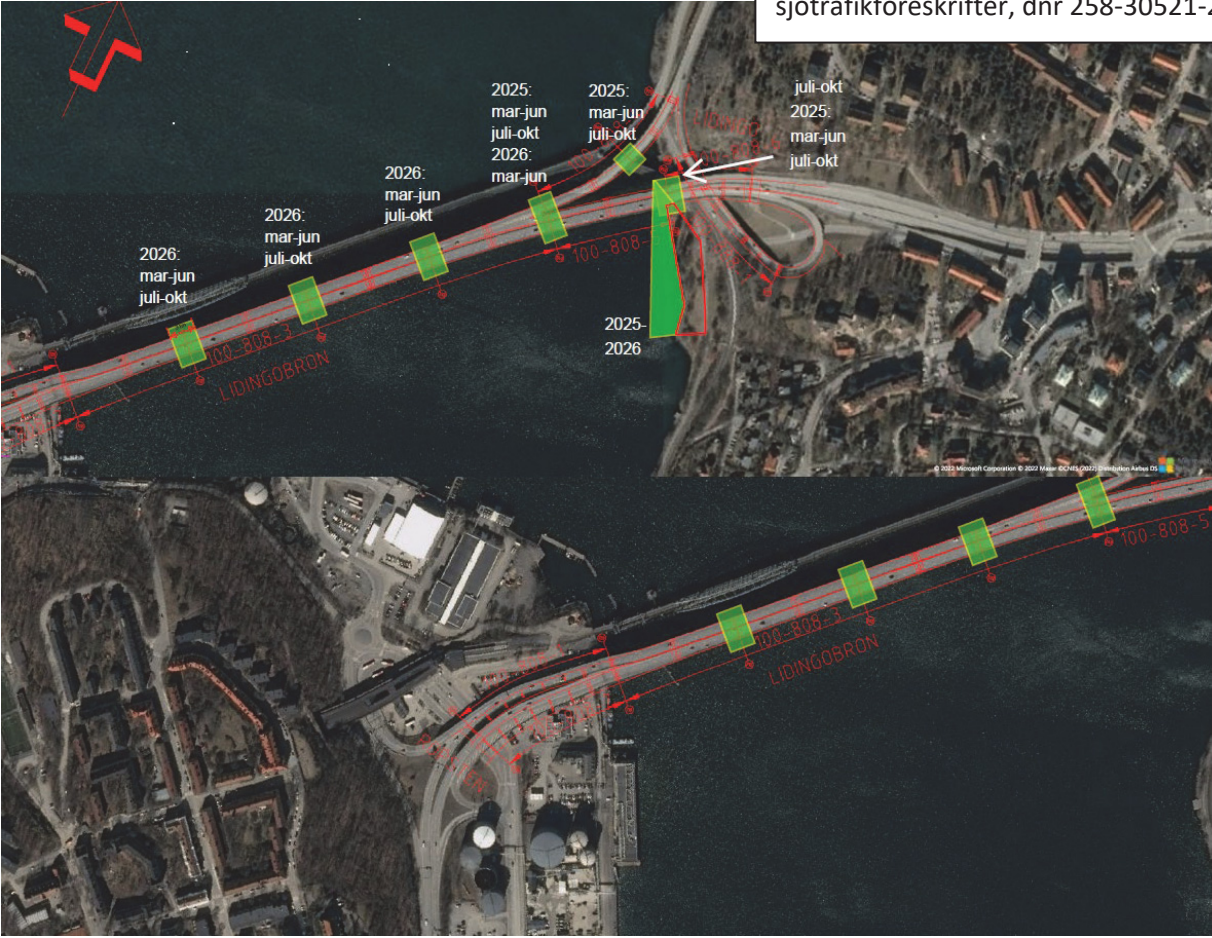 sjötrafikföreskrifter, dnr 258-30521-2
2025:
mar-jun
juli-okt
2026:
mar-jun
2025:
mar-jun
juli-okt
juli-okt
2025:
mar-jun
juli-okt
2026:
mar-jun
juli-okt
2026:
mar-jun
juli-okt
2026:
mar-jun
juli-okt
2025-
2026
100-808-3
LIDINGOBRON
100-808-
© 2022 Microsoft Corporation © 2022 Maxar ©CNES (2022) Distribution Airbus DS
100-808-5
100-808-3
LIDINGOBRON